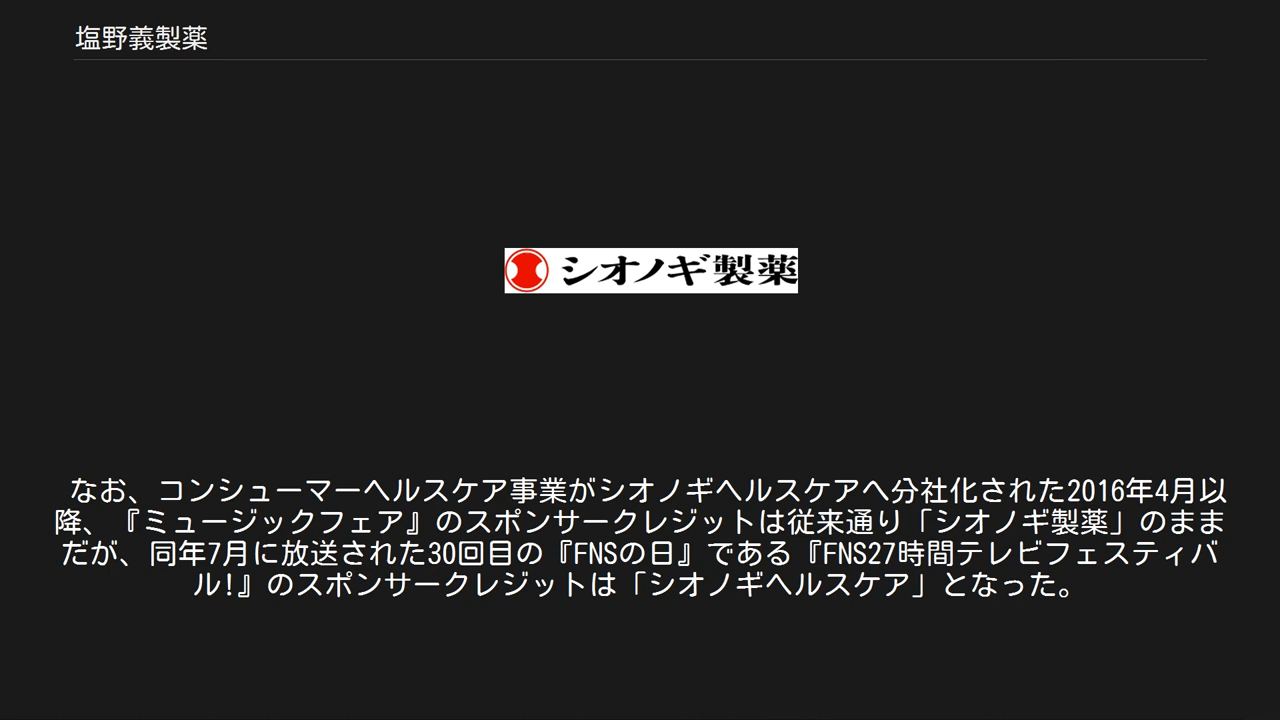 塩野義製薬
シオノギ製薬
なお、コンシューマーヘルスケア事業がシオノギヘルスケアへ分社化された2016年4月以
降、『ミュージックフェア』のスポンサークレジットは従来通り「シオノギ製薬」のまま
だが、同年7月に放送された30回目の『FNSの日』である『FNS27時間テレビフェスティバ
ル!』のスポンサークレジットは「シオノギヘルスケア」となった。